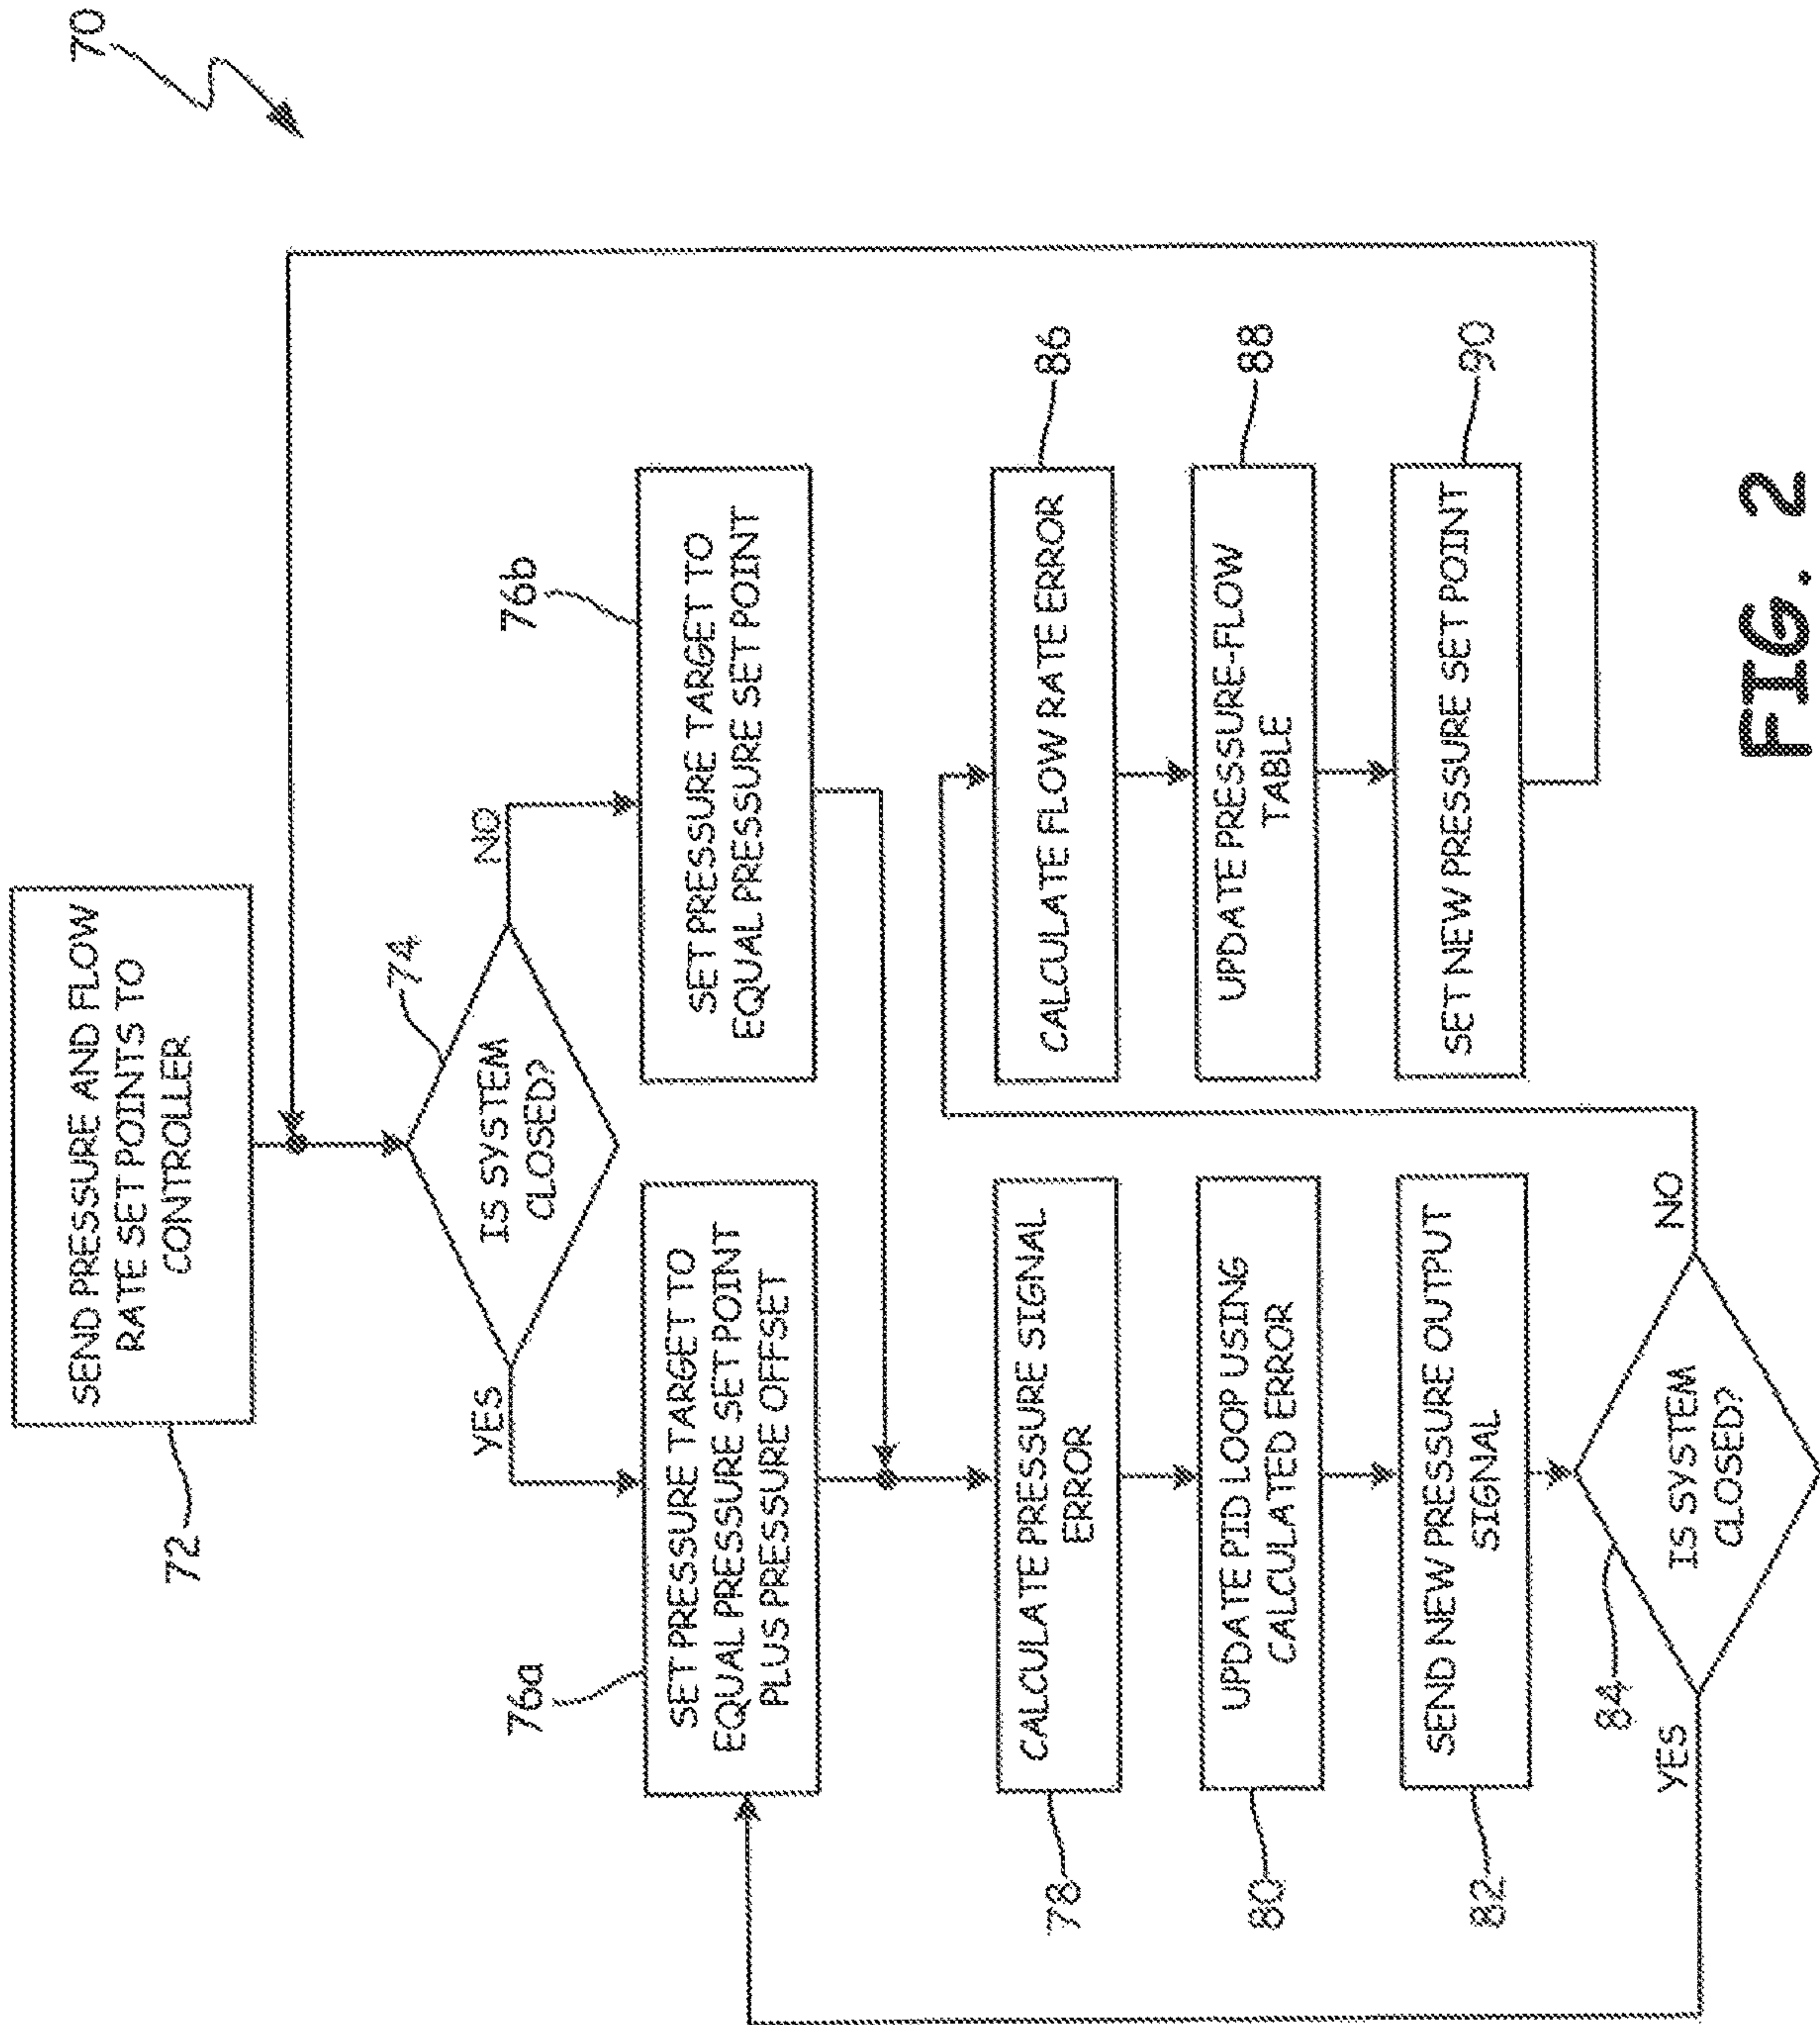 70
SEND PRESSURE AND FLOW
RATE SET POINTS TO
CONTROLLER
72
74
IS SYSTEM
CLOSED?
YES
NO
76a
SET PRESSURE TARGET TO
EQUAL PRESSURE SET POINT
PLUS PRESSURE OFFSET
76b
SET PRESSURE TARGET TO
EQUAL PRESSURE SET POINT
CALCULATE PRESSURE SIGNAL
ERROR
78
UPDATE PID LOOP USING
CALCULATED ERROR
80
SEND NEW PRESSURE OUTPUT
SIGNAL
82
84
IS SYSTEM
CLOSED?
YES
NO
CALCULATE FLOW RATE ERROR
86
UPDATE PRESSURE-FLOW
TABLE
88
SET NEW PRESSURE SET POINT
90
FIG. 2